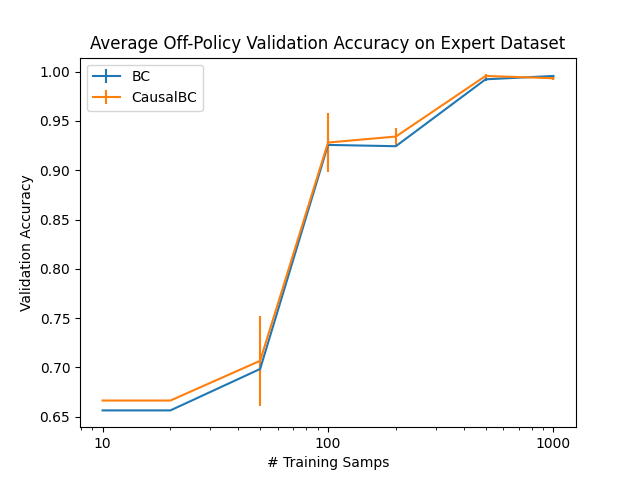 Average Off-Policy Validation Accuracy on Expert Dataset
BC
CausalBC
1.00
0.95
0.90
0.85
0.80
0.75
0.70
0.65
Validation Accuracy
10
100
1000
# Training Samps